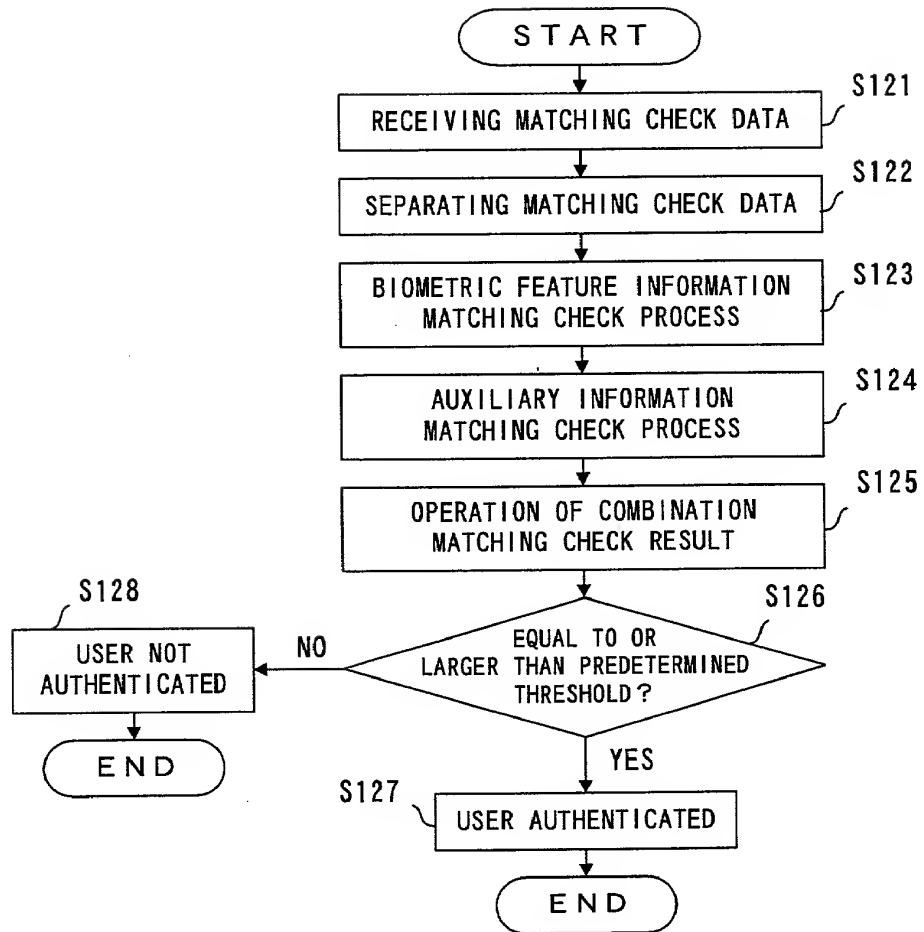 START
S121
RECEIVING MATCHING CHECK DATA
S122
SEPARATING MATCHING CHECK DATA
S123
BIOMETRIC FEATURE INFORMATION
MATCHING CHECK PROCESS
S124
AUXILIARY INFORMATION
MATCHING CHECK PROCESS
S125
OPERATION OF COMBINATION
MATCHING CHECK RESULT
S126
EQUAL TO OR
LARGER THAN PREDETERMINED
THRESHOLD?
NO
S128
USER NOT
AUTHENTICATED
END
YES
S127
USER AUTHENTICATED
END